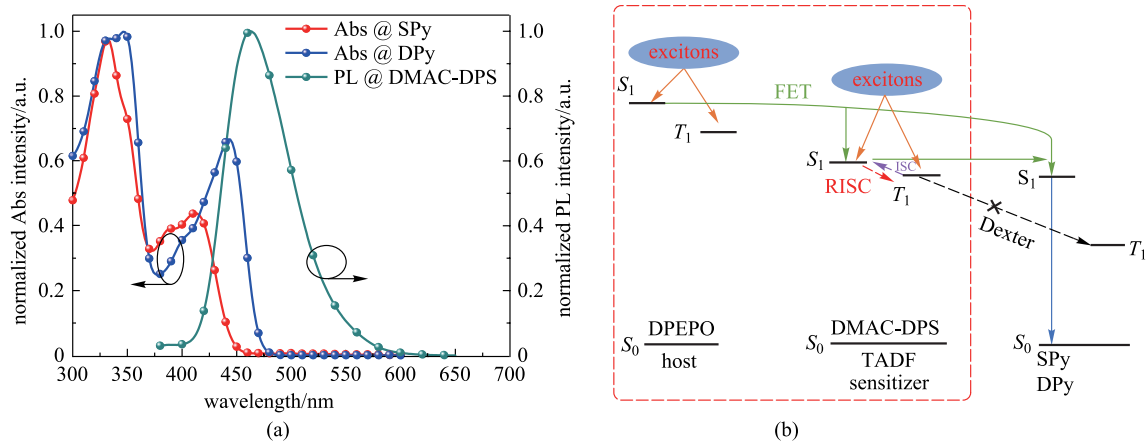 1.0
0.8
0.6
0.4
0.2
0
normalized Abs intensity/a.u.
300 350 400 450 500 550 600 650 700
wavelength/nm
Abs @ SPy
Abs @ DPy
PL @ DMAC-DPS
1.0
0.8
0.6
0.4
0.2
0
normalized PL intensity/a.u.
(a)
excitons
excitons
S1
FET
T1
S1
ISC
RISC
T1
S1
Dexter
T1
S0
DPEPO
host
S0
DMAC-DPS
TADF
sensitizer
S0
SPy
DPy
(b)